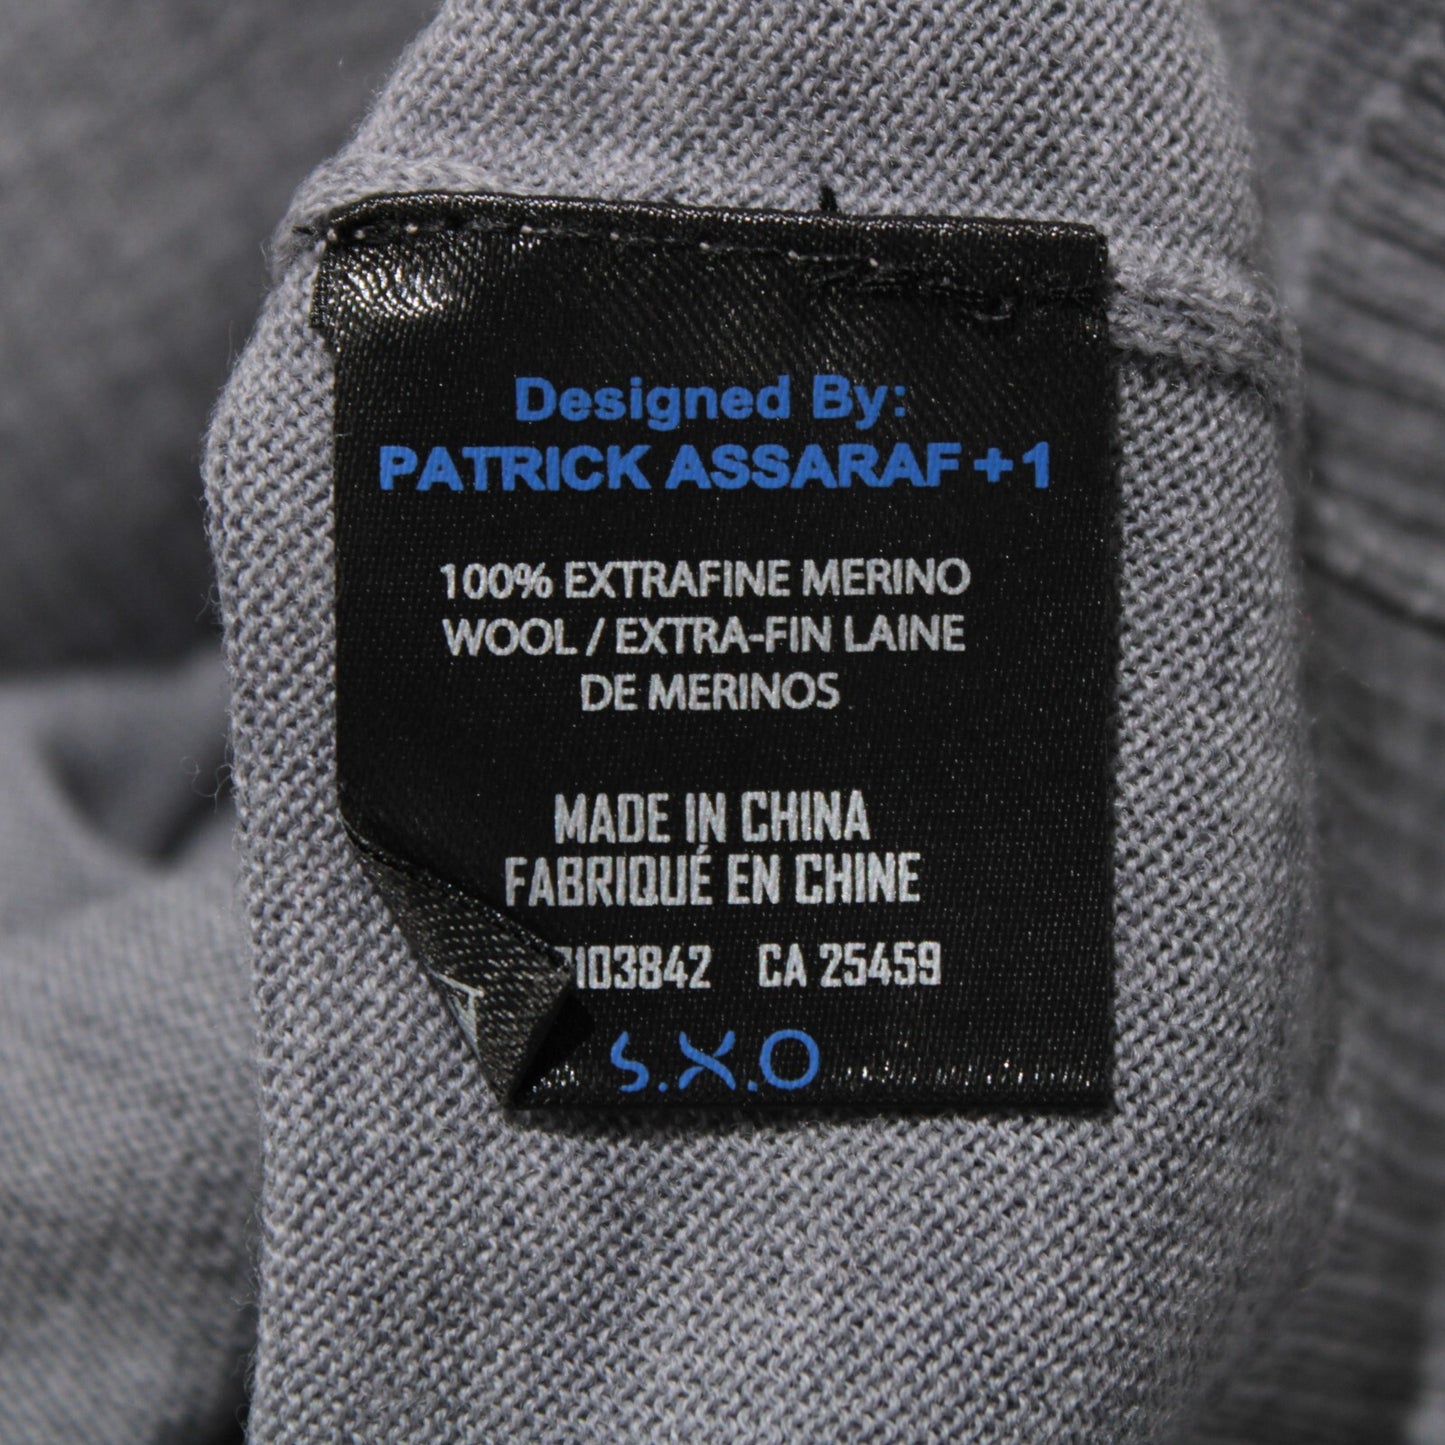 Designed By:
PATRICK ASSARAF + 1
100% EXTRAFINE MERINO
WOOL / EXTRA-FIN LAINE
DE MERINOS
MADE IN CHINA
FABRIQUÉ EN CHINE
CA 25459
S.X.O